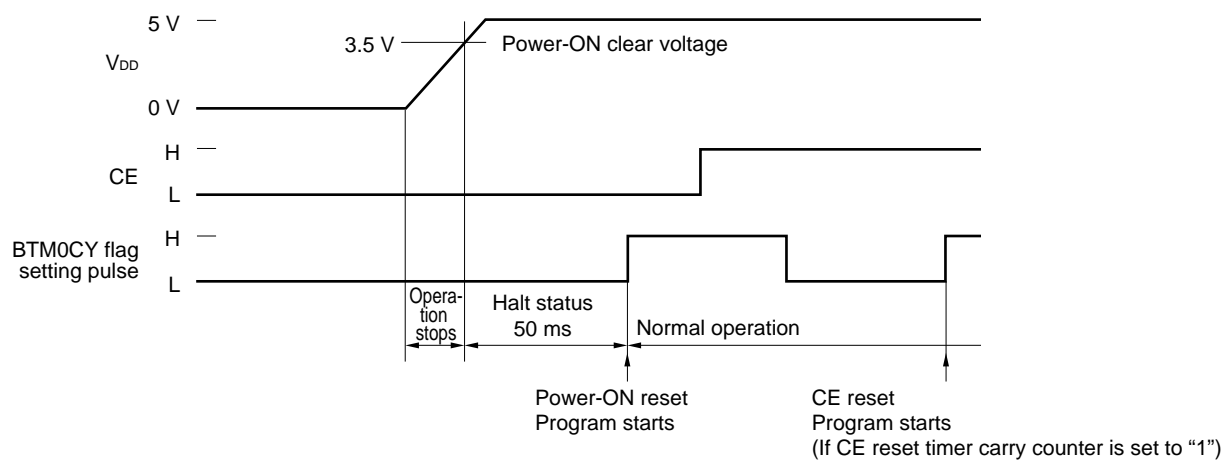 5 V
3.5 V
Power-ON clear voltage
VDD
0 V
H
CE
L
H
BTM0CY flag
setting pulse
L
Opera-
tion
stops
Halt status
50 ms
Normal operation
Power-ON reset
Program starts
CE reset
Program starts
(If CE reset timer carry counter is set to “1”)